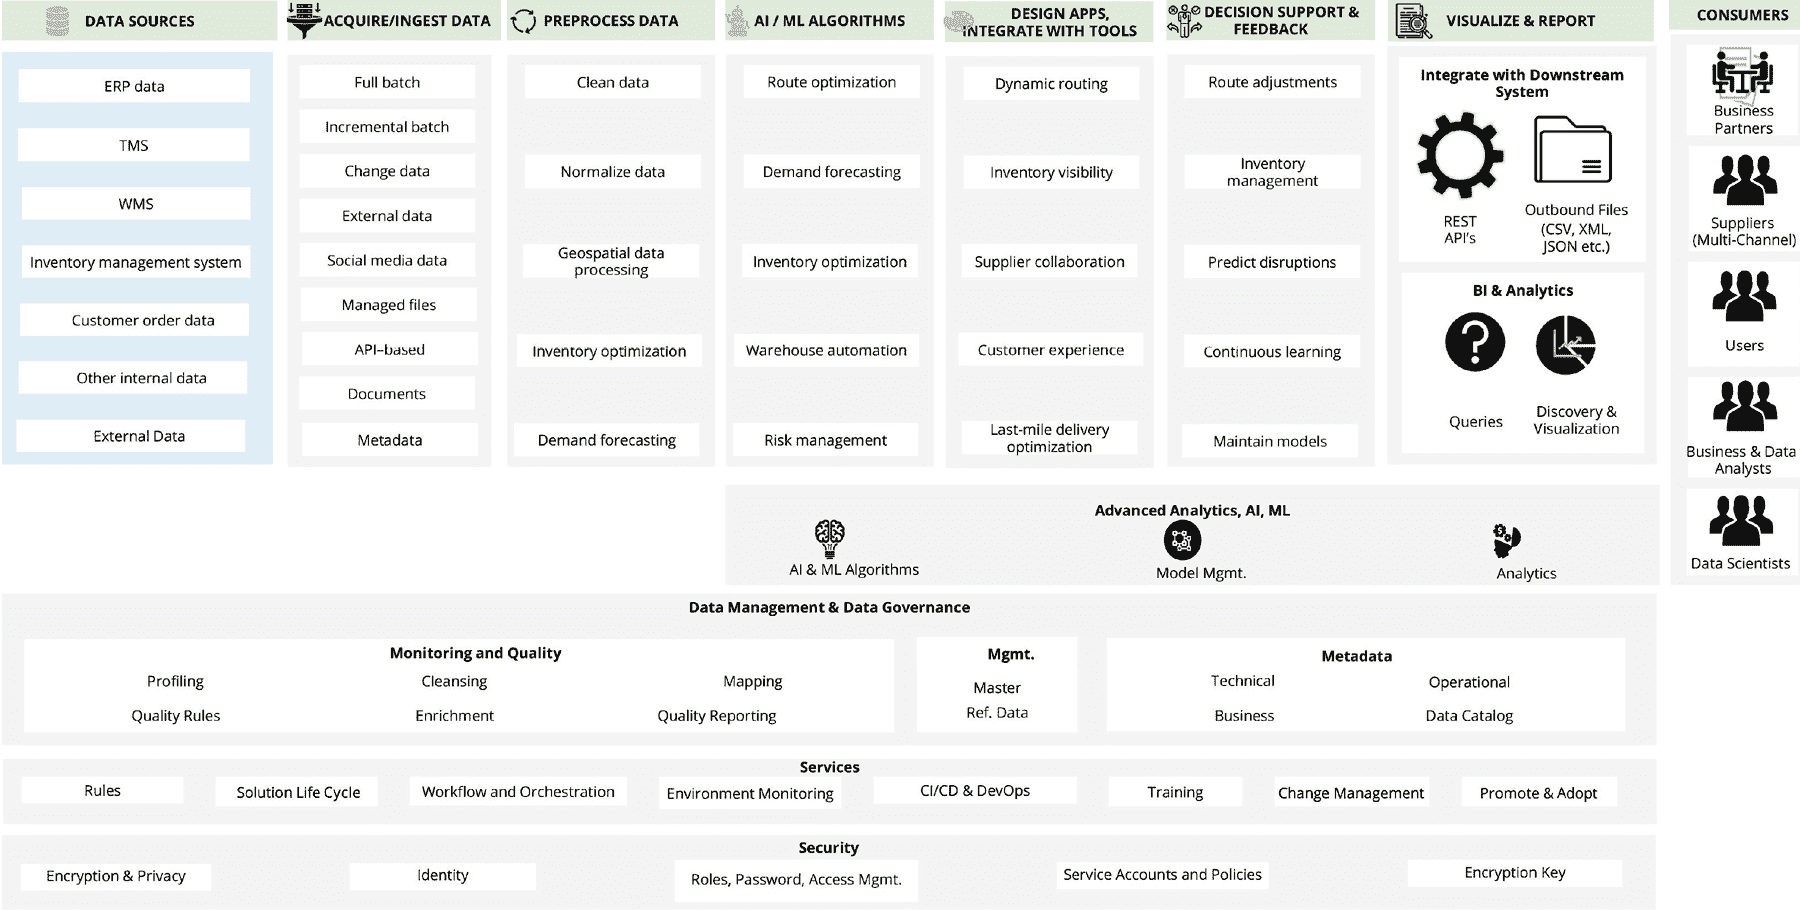 DATA SOURCES
ERP data
TMS
WMS
Inventory management system
Customer order data
Other internal data
External Data
ACQUIRE/INGEST DATA
Full batch
Incremental batch
Change data
External data
Social media data
Managed files
API–based
Documents
Metadata
PREPROCESS DATA
Clean data
Normalize data
Geospatial data
processing
Inventory optimization
Demand forecasting
AI / ML ALGORITHMS
Route optimization
Demand forecasting
Inventory optimization
Warehouse automation
Risk management
DESIGN APPS,
INTEGRATE WITH TOOLS
Dynamic routing
Inventory visibility
Supplier collaboration
Customer experience
Last-mile delivery
optimization
DECISION SUPPORT &
FEEDBACK
Route adjustments
Inventory
management
Predict disruptions
Continuous learning
Maintain models
VISUALIZE & REPORT
Integrate with Downstream
System
REST
API's
Outbound Files
(CSV, XML,
JSON etc.)
BI & Analytics
Queries
Discovery &
Visualization
CONSUMERS
Business
Partners
Suppliers
(Multi-Channel)
Users
Business & Data
Analysts
Data Scientists
Advanced Analytics, AI, ML
AI & ML Algorithms
Model Mgmt.
Analytics
Data Management & Data Governance
Monitoring and Quality
Profiling
Cleansing
Mapping
Quality Rules
Enrichment
Quality Reporting
Mgmt.
Master
Ref. Data
Metadata
Technical
Operational
Business
Data Catalog
Services
Rules
Solution Life Cycle
Workflow and Orchestration
Environment Monitoring
CI/CD & DevOps
Training
Change Management
Promote & Adopt
Security
Encryption & Privacy
Identity
Roles, Password, Access Mgmt.
Service Accounts and Policies
Encryption Key